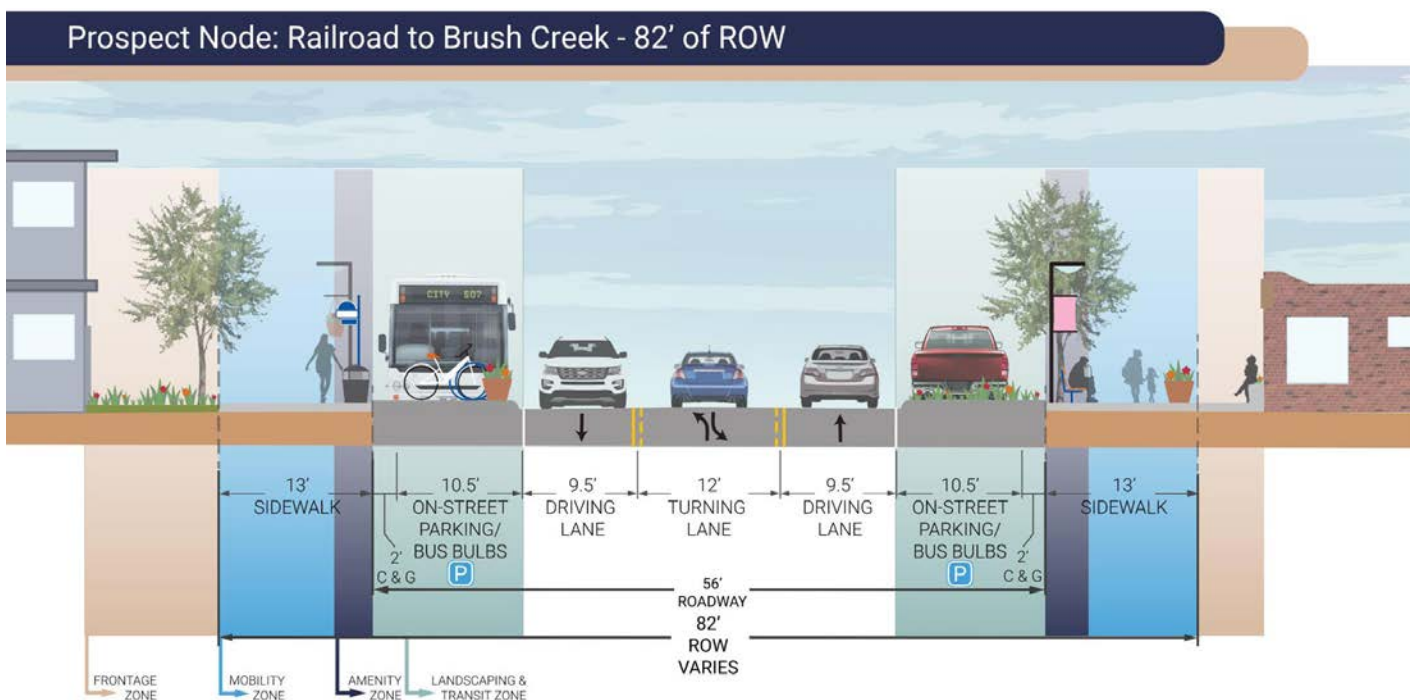 Prospect Node: Railroad to Brush Creek - 82' of ROW
CITY 507
13'
SIDEWALK
2'
C & G
10.5'
ON-STREET
PARKING/
BUS BULBS
P
9.5'
DRIVING
LANE
12'
TURNING
LANE
9.5'
DRIVING
LANE
10.5'
ON-STREET
PARKING/
BUS BULBS
P
2'
C & G
13'
SIDEWALK
56'
ROADWAY
82'
ROW
VARIES
FRONTAGE
ZONE
MOBILITY
ZONE
AMENITY
ZONE
LANDSCAPING &
TRANSIT ZONE